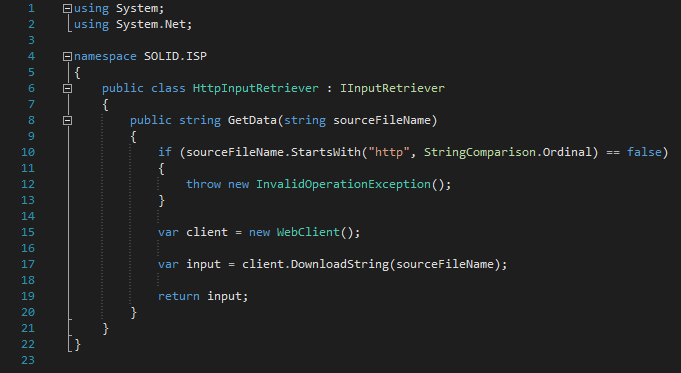 1 using System;
2 using System.Net;
3
4 namespace SOLID.ISP
5 {
6 public class HttpInputRetriever : IInputRetriever
7 {
8 public string GetData(string sourceFileName)
9 {
10 if (sourceFileName.StartsWith("http", StringComparison.Ordinal) == false)
11 {
12 throw new InvalidOperationException();
13 }
14
15 var client = new WebClient();
16
17 var input = client.DownloadString(sourceFileName);
18
19 return input;
20 }
21 }
22 }
23